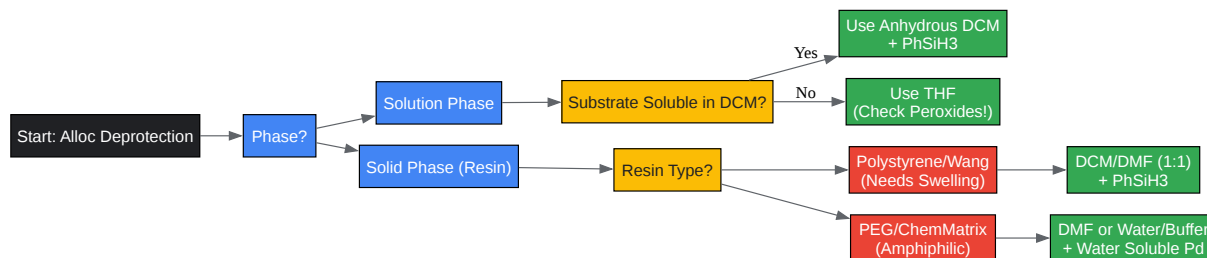 Start: Alloc Deprotection
Phase?
Solution Phase
Substrate Soluble in DCM?
Yes
Use Anhydrous DCM
+ PhSiH3
No
Use THF
(Check Peroxides!)
Solid Phase (Resin)
Resin Type?
Polystyrene/Wang
(Needs Swelling)
DCM/DMF (1:1)
+ PhSiH3
PEG/ChemMatrix
(Amphiphilic)
DMF or Water/Buffer
+ Water Soluble Pd